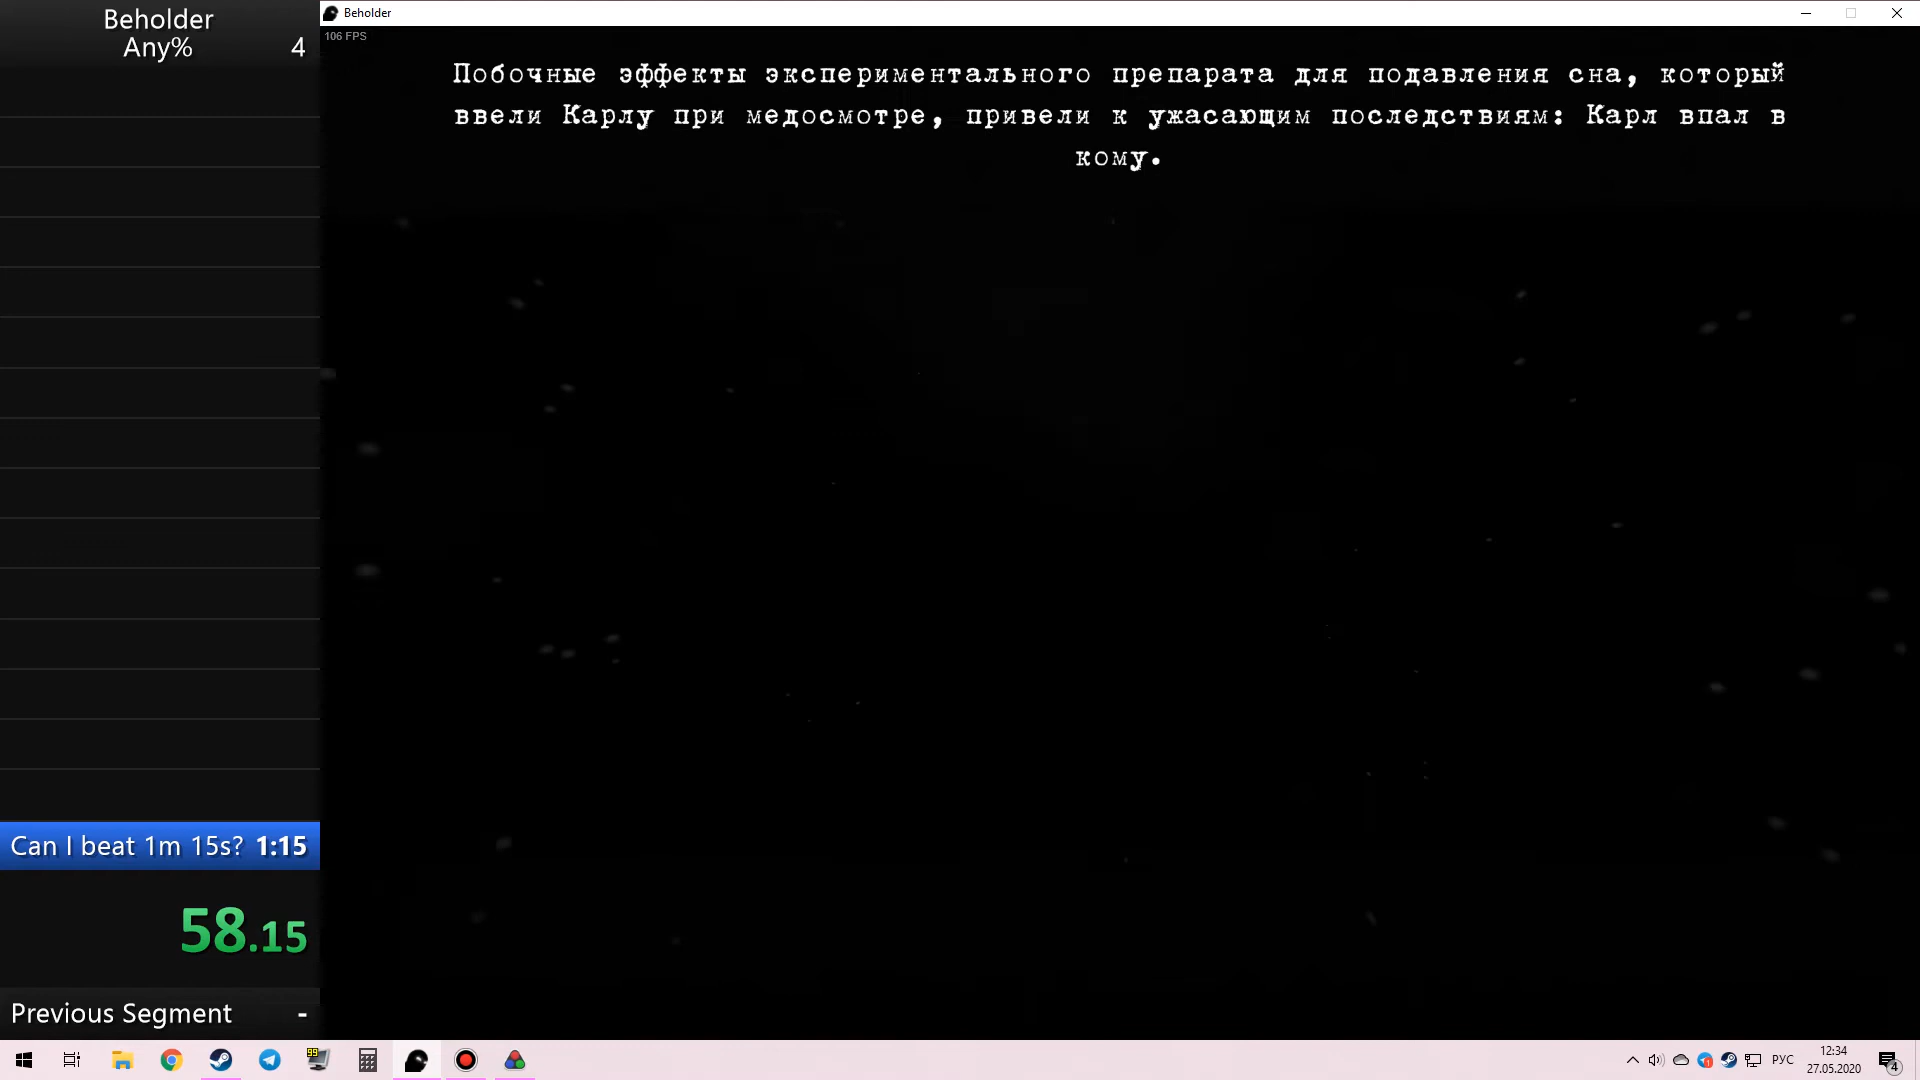 Beholder
Any%
4
Beholder
106 FPS
Побочные эффекты экспериментального препарата для подавления сна, который
ввели Карлу при медосмотре, привели к ужасающим последствиям: Карл впал в
кому.
Can I beat 1m 15s? 1:15
58.15
Previous Segment -
99
РУС
12:34
27.05.2020
4